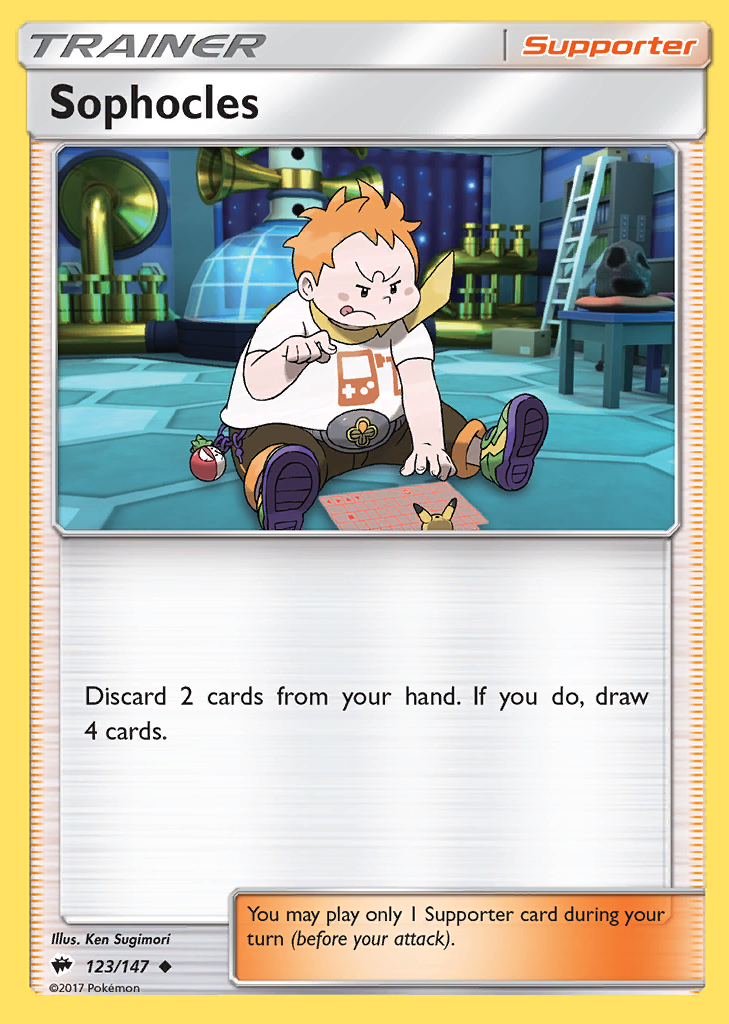 TRAINER
Supporter
Sophocles
Discard 2 cards from your hand. If you do, draw
4 cards.
You may play only 1 Supporter card during your
turn (before your attack).
Illus. Ken Sugimori
123/147
©2017 Pokémon